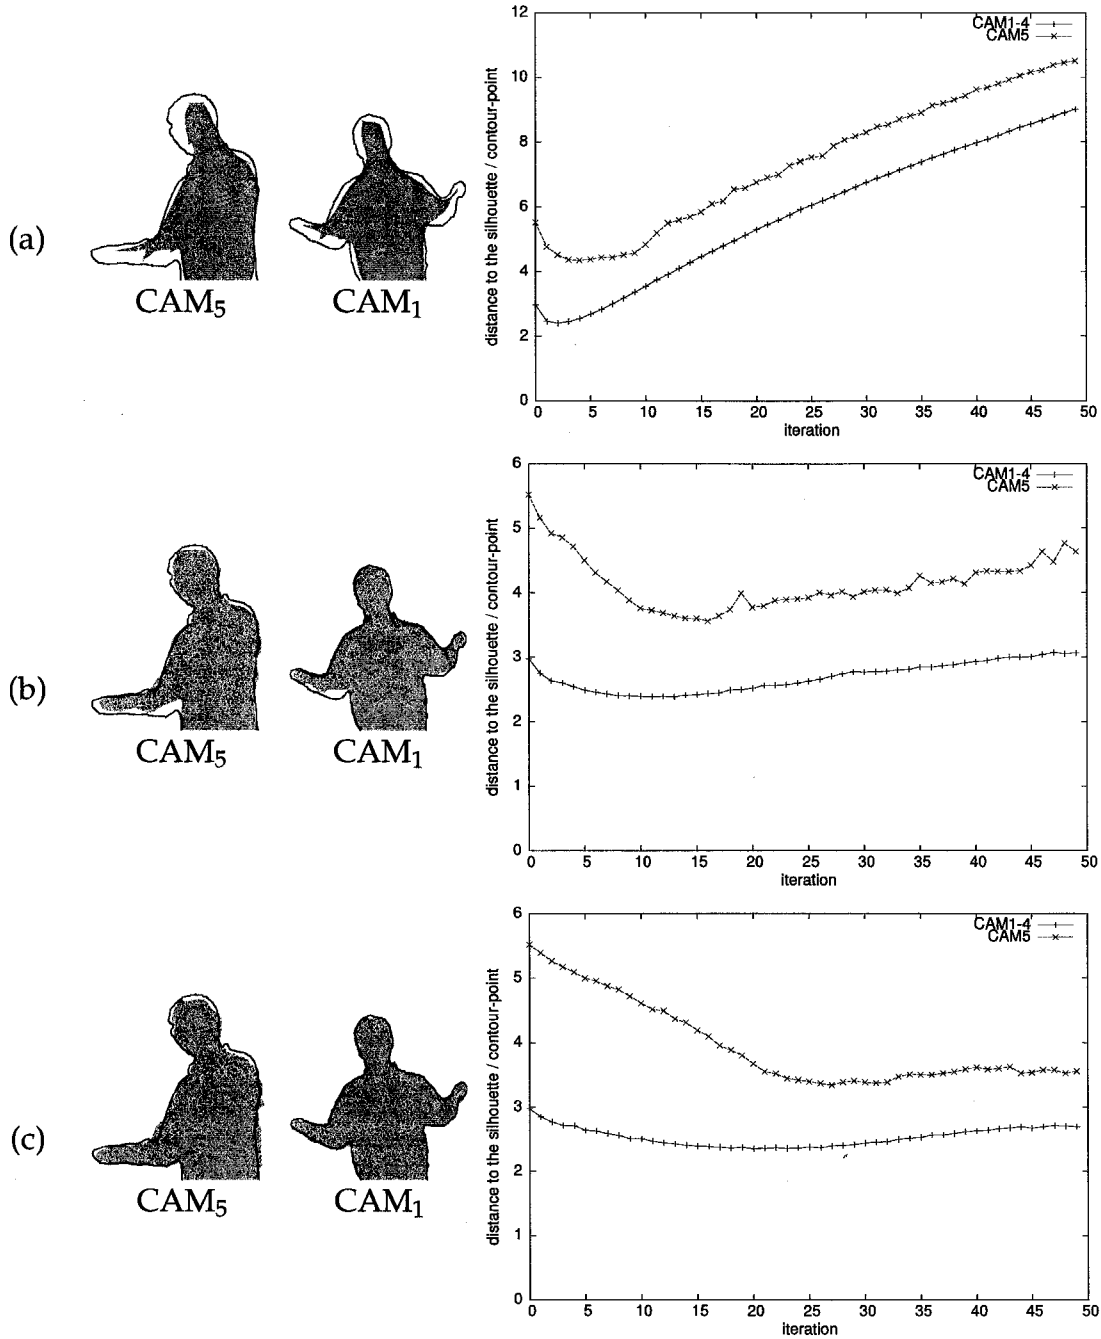 (a)
CAM5
CAM1
distance to the silhouette / contour-point
12
10
8
6
4
2
0
0 5 10 15 20 25 30 35 40 45 50
iteration
CAM1-4
CAM5
(b)
CAM5
CAM1
distance to the silhouette / contour-point
6
5
4
3
2
1
0
0 5 10 15 20 25 30 35 40 45 50
iteration
CAM1-4
CAM5
(c)
CAM5
CAM1
distance to the silhouette / contour-point
6
5
4
3
2
1
0
0 5 10 15 20 25 30 35 40 45 50
iteration
CAM1-4
CAM5